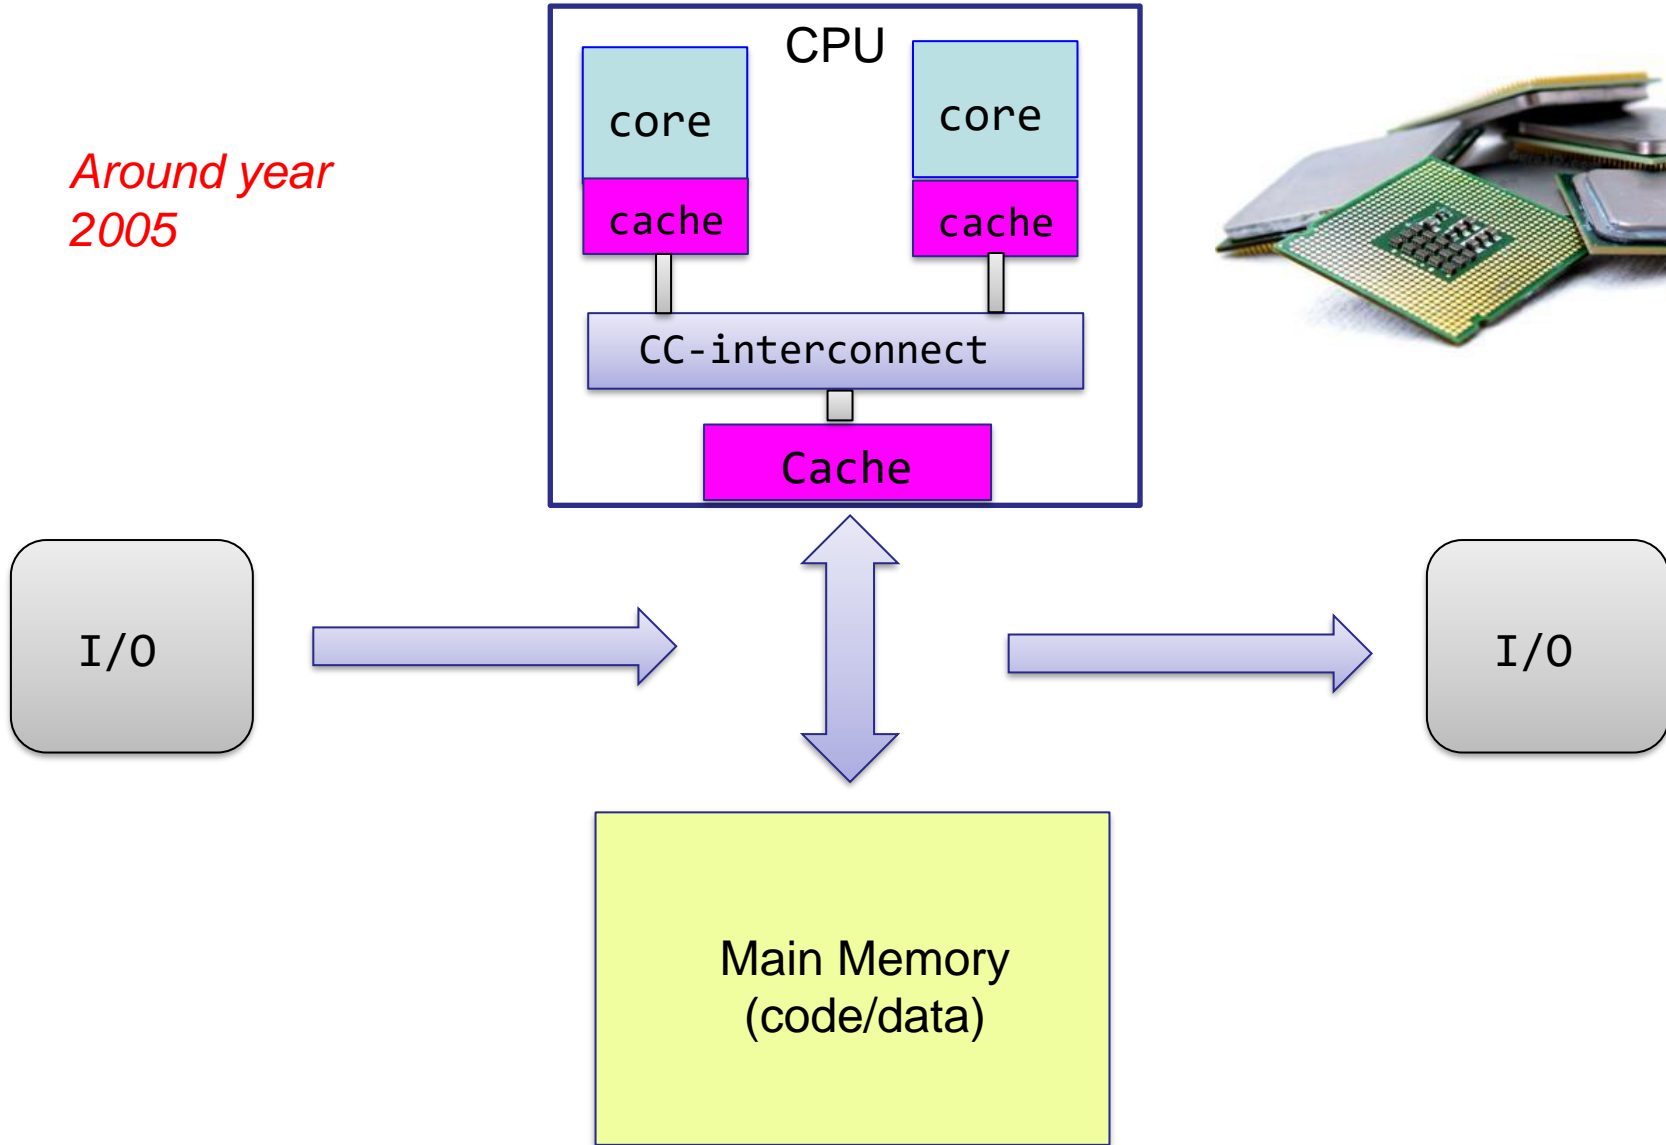 CPU
core
core
Around year
2005
cache
cache
CC-interconnect
Cache
I/O
I/O
Main Memory
(code/data)